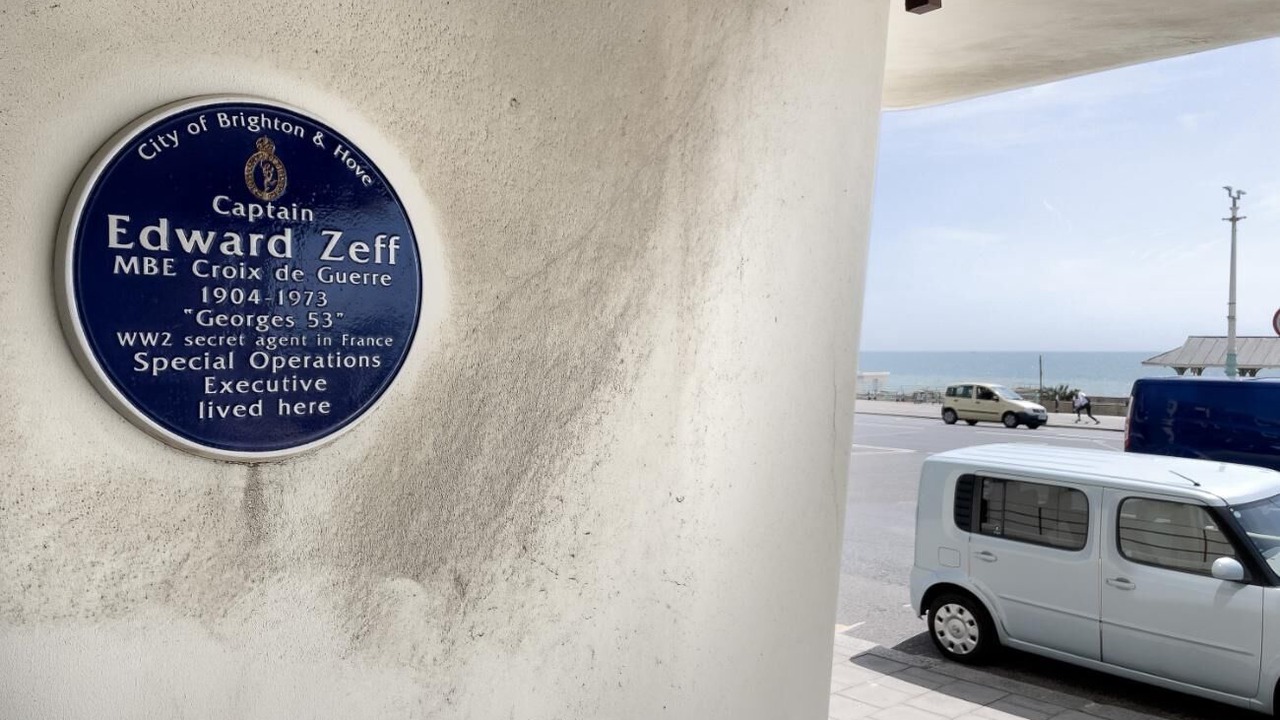 City of Brighton & Hove
Captain
Edward Zeff
MBE Croix de Guerre
1904-1973
"Georges 53"
WW2 secret agent in France
Special Operations
Executive
lived here